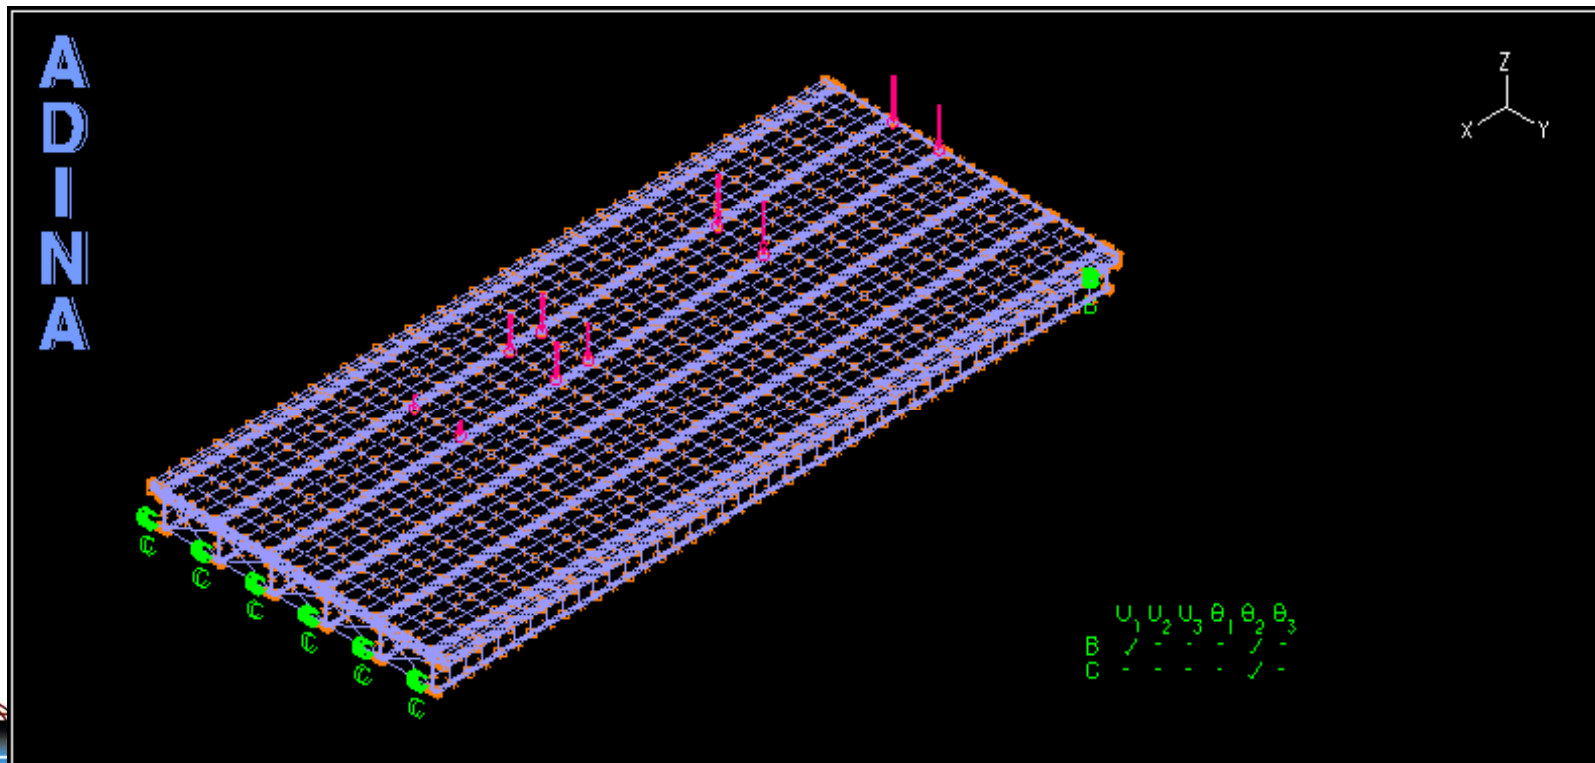 ADINA
Z
X Y
B
C
C
C
C
C
C
U1 U2 U3 θ1 θ2 θ3
B ✓ - - - ✓ -
C - - - - ✓ -